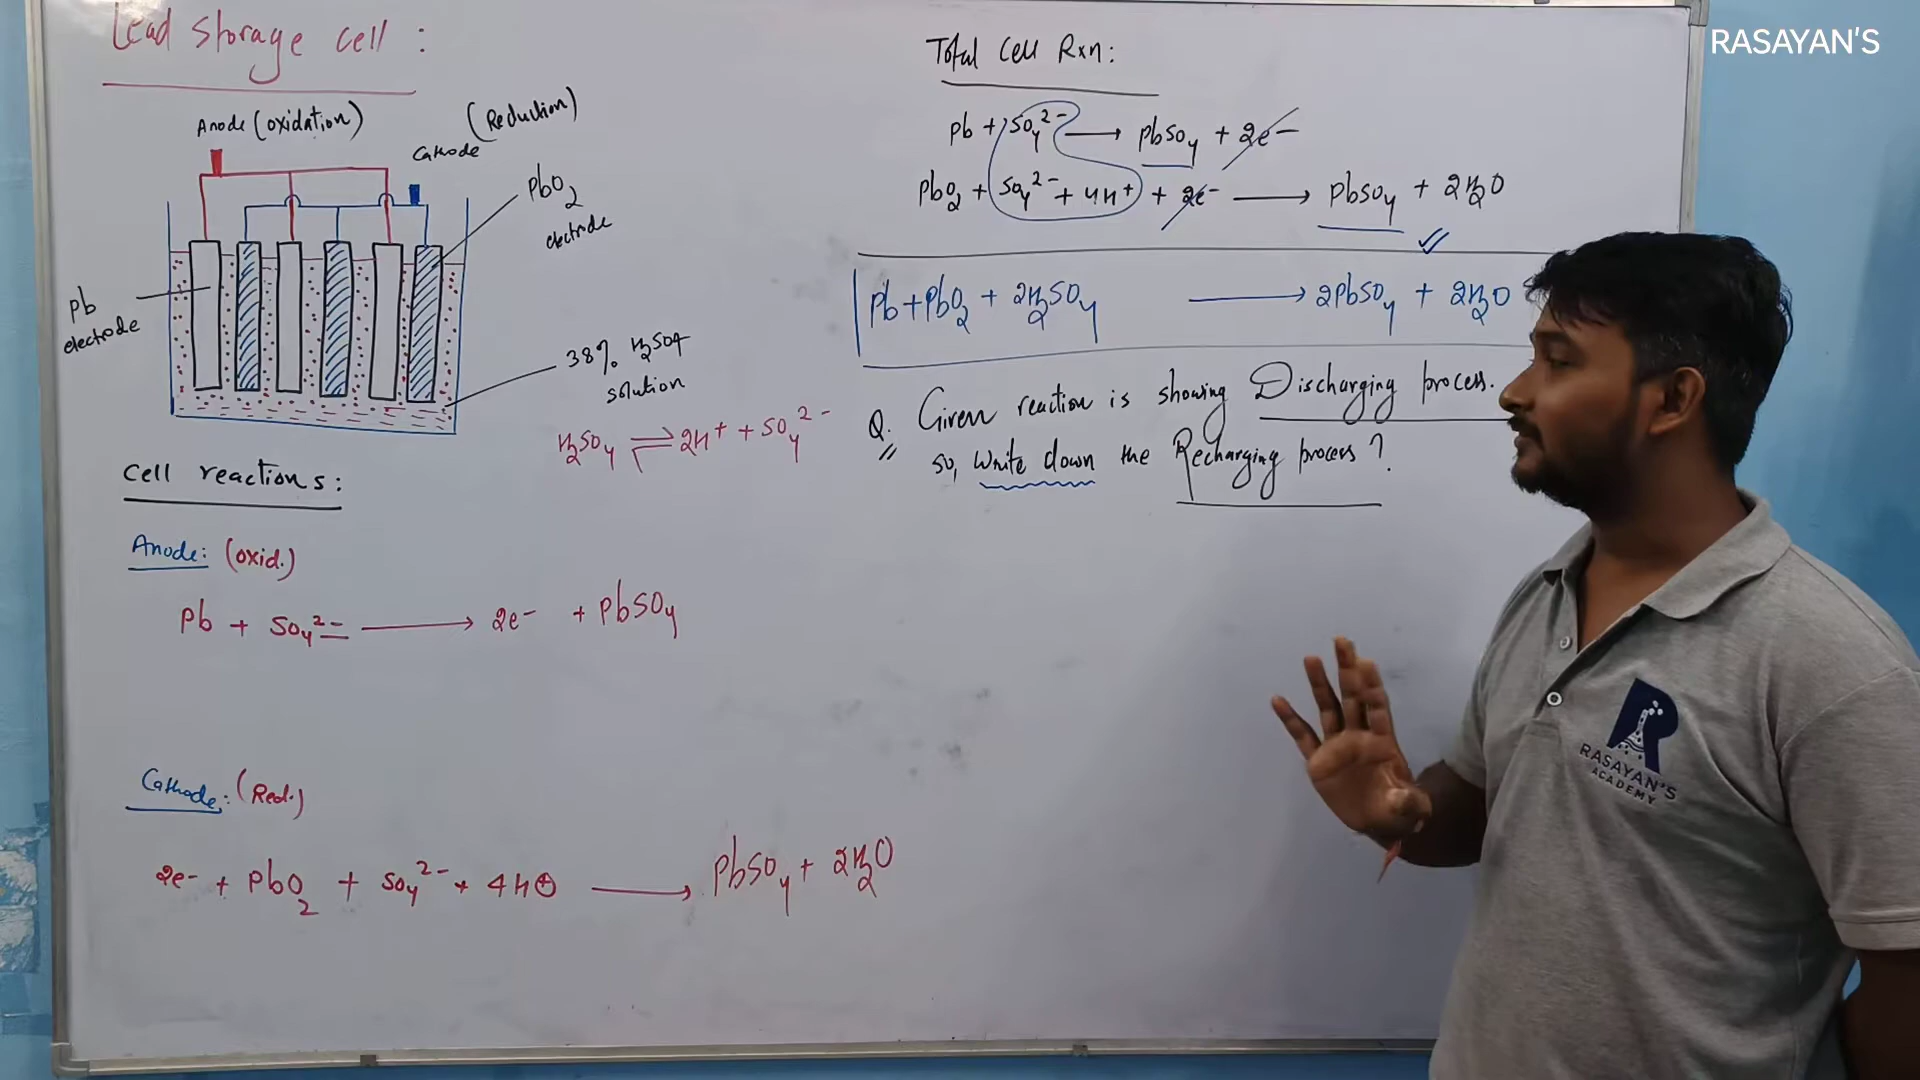 RASAYAN'S
Lead storage cell :
Anode (oxidation)
(Reduction)
Cathode
PbO2
electrode
Pb
electrode
38% H2SO4
solution
H2SO4 ⇌ 2H+ + SO4 2-
Cell reactions :
Anode: (oxid.)
Pb + SO4 2- ⟶ 2e- + PbSO4
Cathode: (Red.)
2e- + PbO2 + SO4 2- + 4H⊕ ⟶ PbSO4 + 2H2O
Total Cell Rxn:
Pb + SO4 2- ⟶ PbSO4 + 2e-
PbO2 + SO4 2- + 4H+ + 2e- ⟶ PbSO4 + 2H2O
Pb + PbO2 + 2H2SO4 ⟶ 2PbSO4 + 2H2O
Q. Given reaction is showing Discharging process.
so, Write down the Recharging process ?
RASAYAN'S
ACADEMY